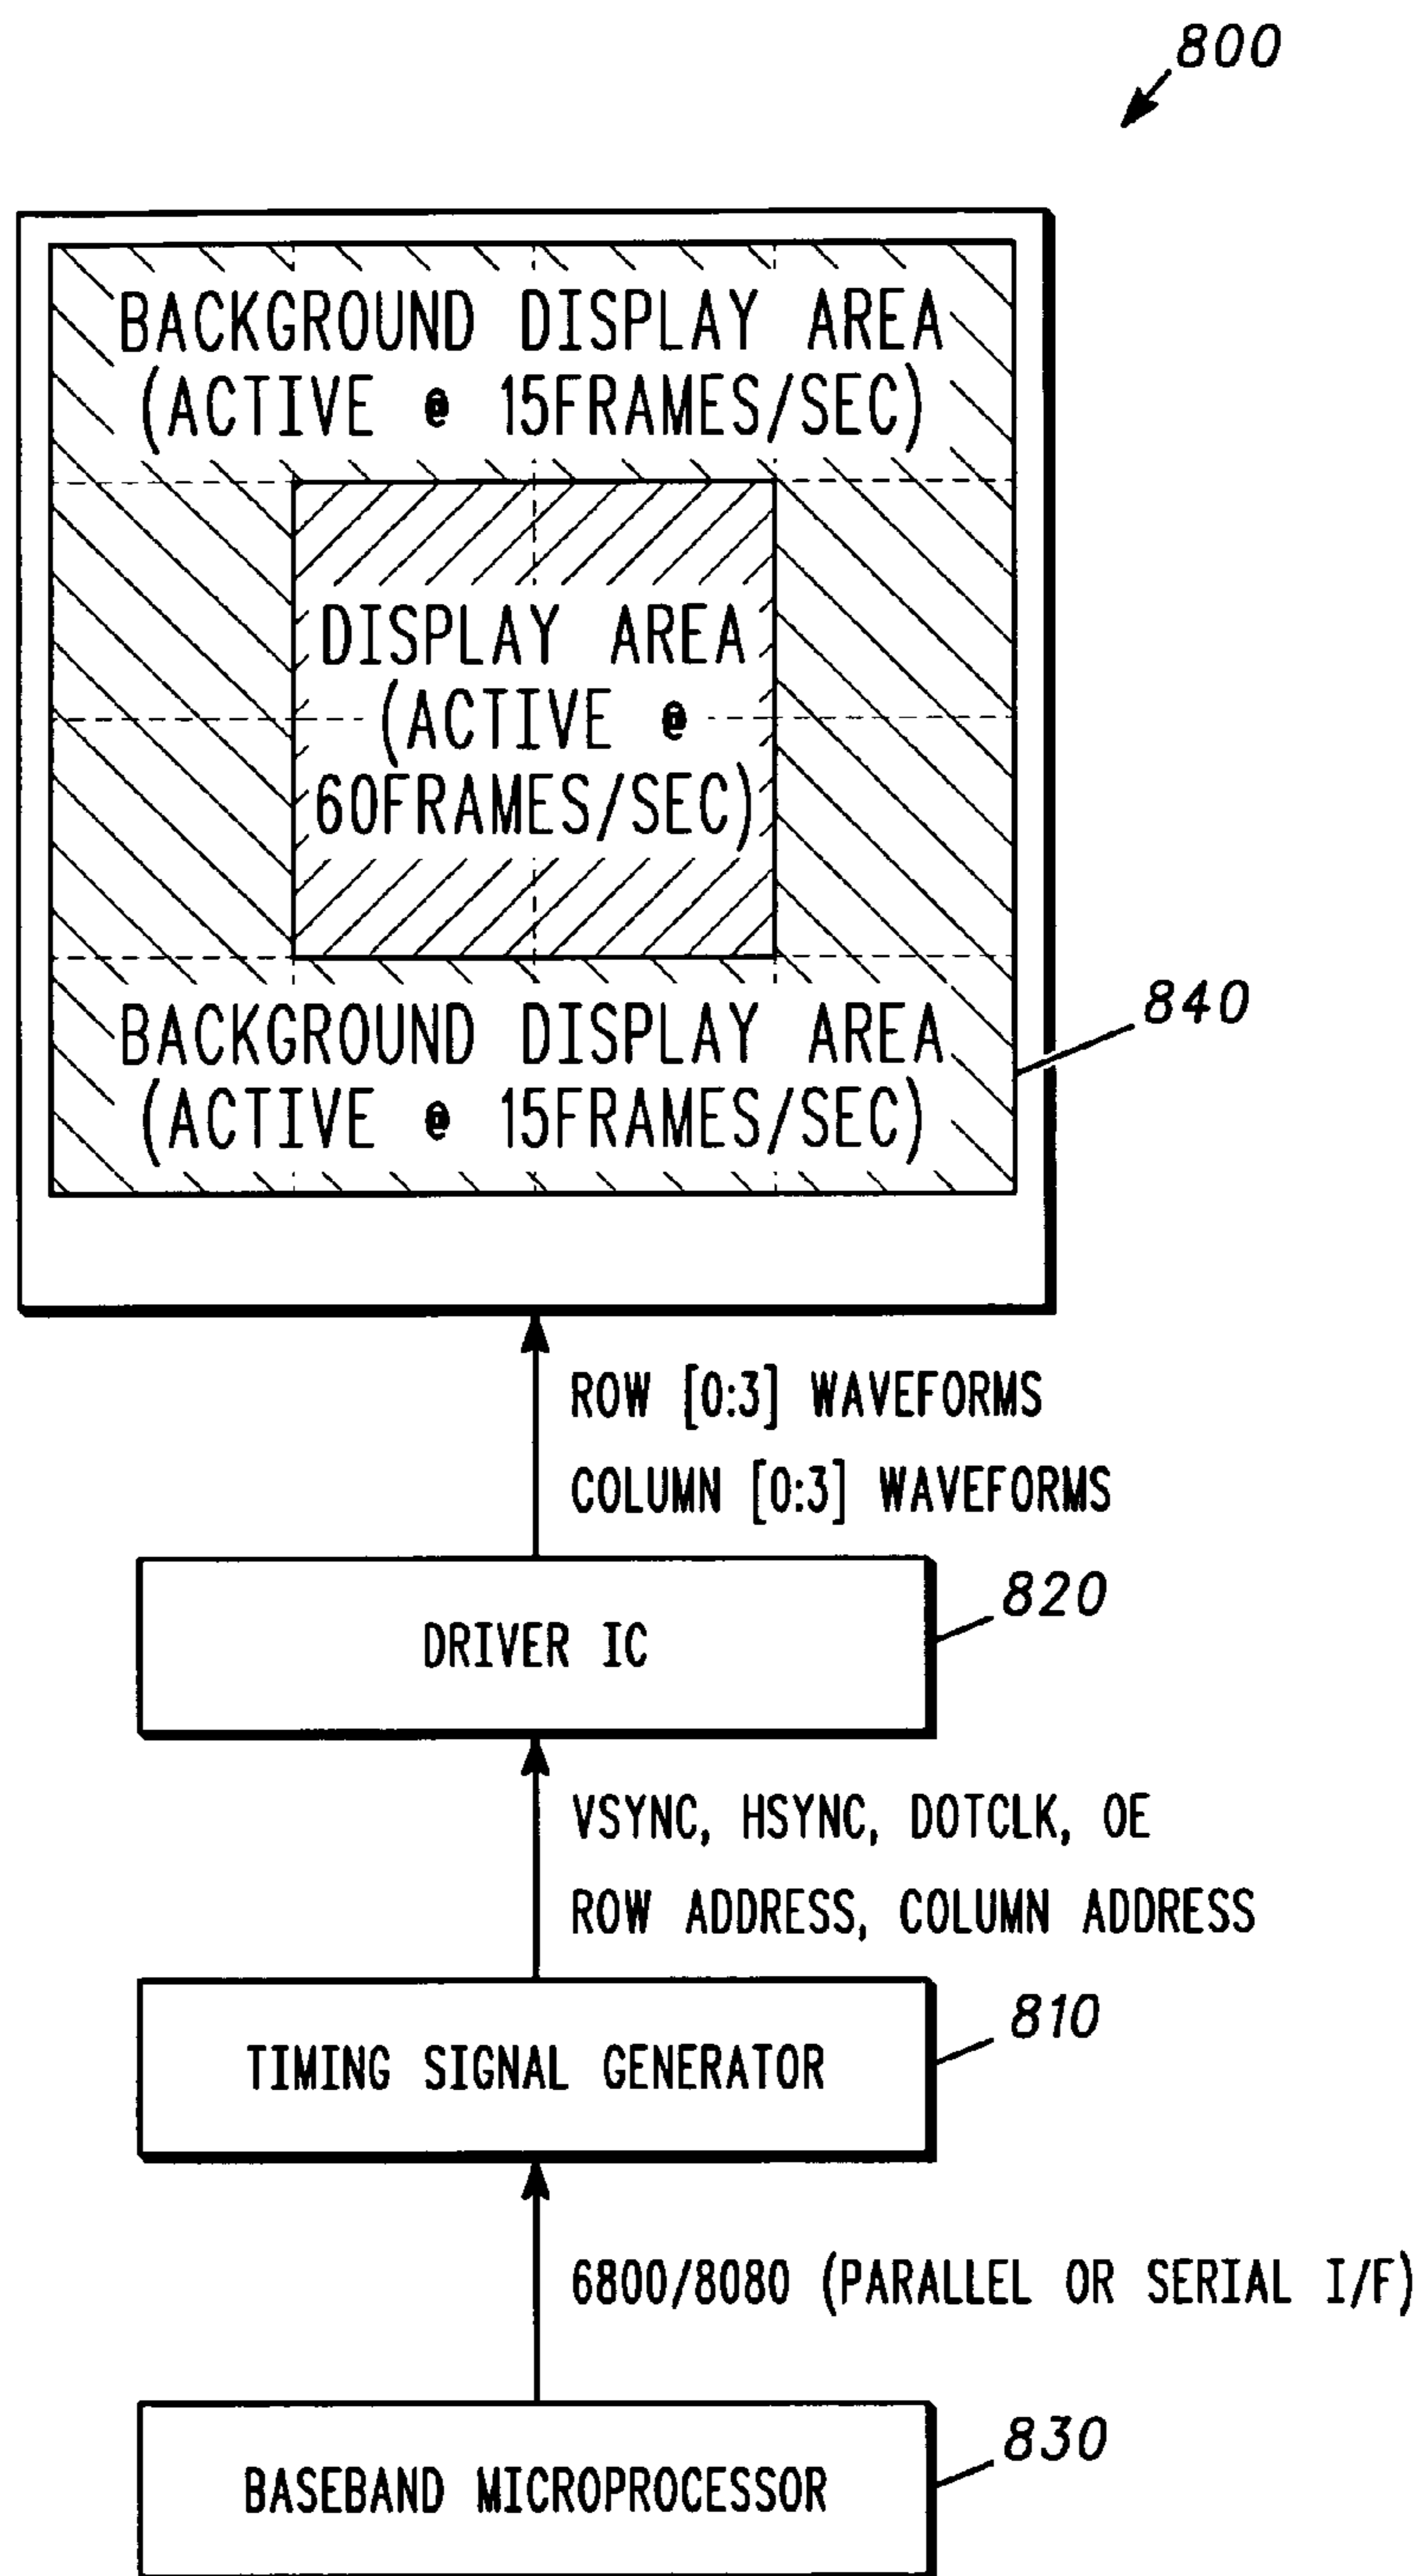 800
BACKGROUND DISPLAY AREA
(ACTIVE @ 15FRAMES/SEC)
DISPLAY AREA
(ACTIVE @
60FRAMES/SEC)
840
BACKGROUND DISPLAY AREA
(ACTIVE @ 15FRAMES/SEC)
ROW [0:3] WAVEFORMS
COLUMN [0:3] WAVEFORMS
820
DRIVER IC
VSYNC, HSYNC, DOTCLK, OE
ROW ADDRESS, COLUMN ADDRESS
810
TIMING SIGNAL GENERATOR
6800/8080 (PARALLEL OR SERIAL I/F)
830
BASEBAND MICROPROCESSOR